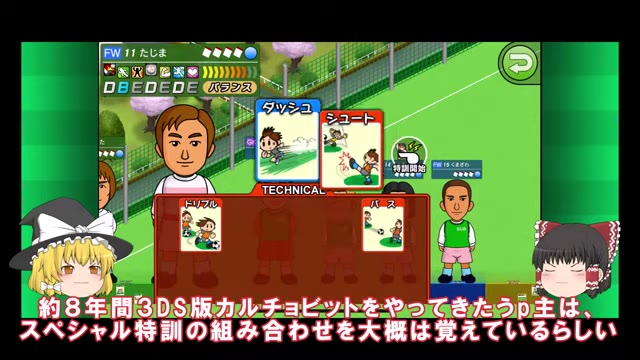 FW 11 たじま
DBEDEDE バランス
ダッシュ
シュート
特訓開始
FW 15 くまざわ
TECHNICAL
ドリブル
パス
SUB
約8年間3DS版カルチョビットをやってきたうp主は、
スペシャル特訓の組み合わせを大概は覚えているらしい